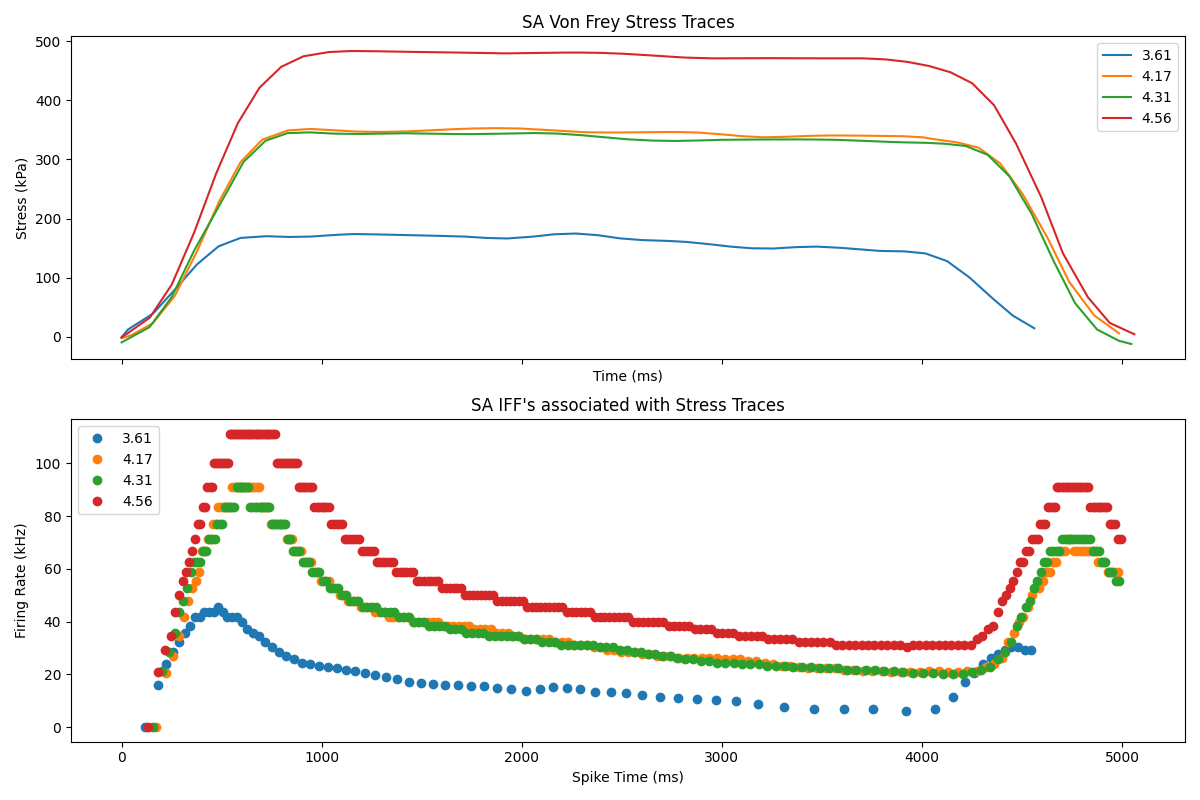 SA Von Frey Stress Traces
500
400
300
200
100
0
Stress (kPa)
3.61
4.17
4.31
4.56
Time (ms)
SA IFF's associated with Stress Traces
100
80
60
40
20
0
Firing Rate (kHz)
3.61
4.17
4.31
4.56
0 1000 2000 3000 4000 5000
Spike Time (ms)